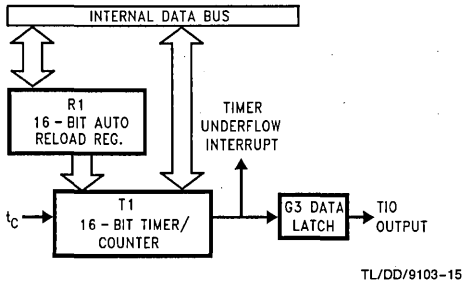 INTERNAL DATA BUS
R1
16-BIT AUTO
RELOAD REG.
TIMER
UNDERFLOW
INTERRUPT
tC
T1
16-BIT TIMER/
COUNTER
G3 DATA
LATCH
TIO
OUTPUT
TL/DD/9103-15